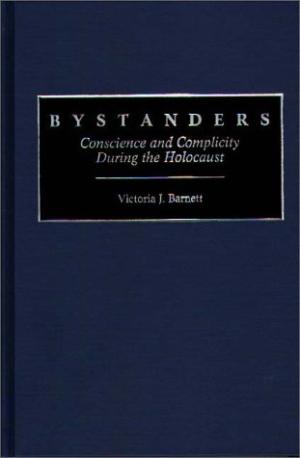 BYSTANDERS
Conscience and Complicity
During the Holocaust
Victoria J. Barnett